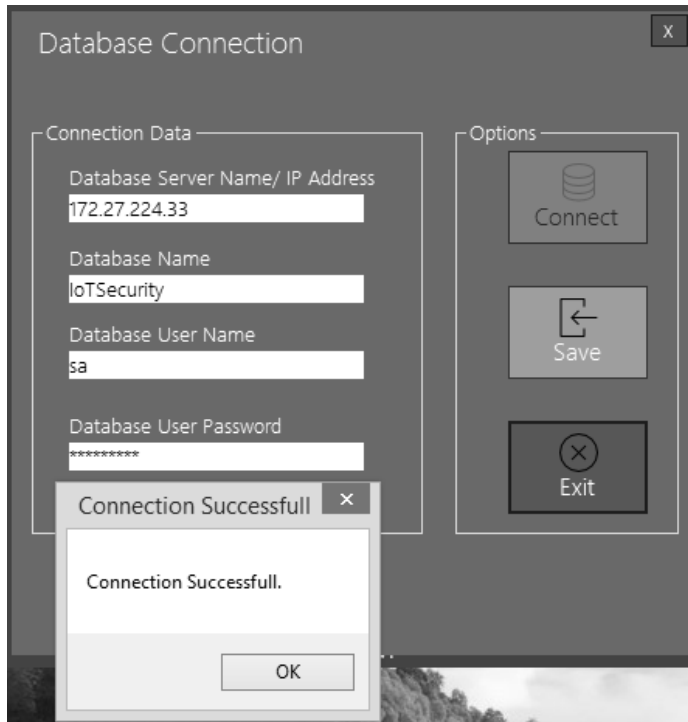 Database Connection
X
Connection Data
Database Server Name/ IP Address
172.27.224.33
Database Name
IoTSecurity
Database User Name
sa
Database User Password
*********
Options
Connect
Save
Exit
Connection Successfull
×
Connection Successfull.
OK